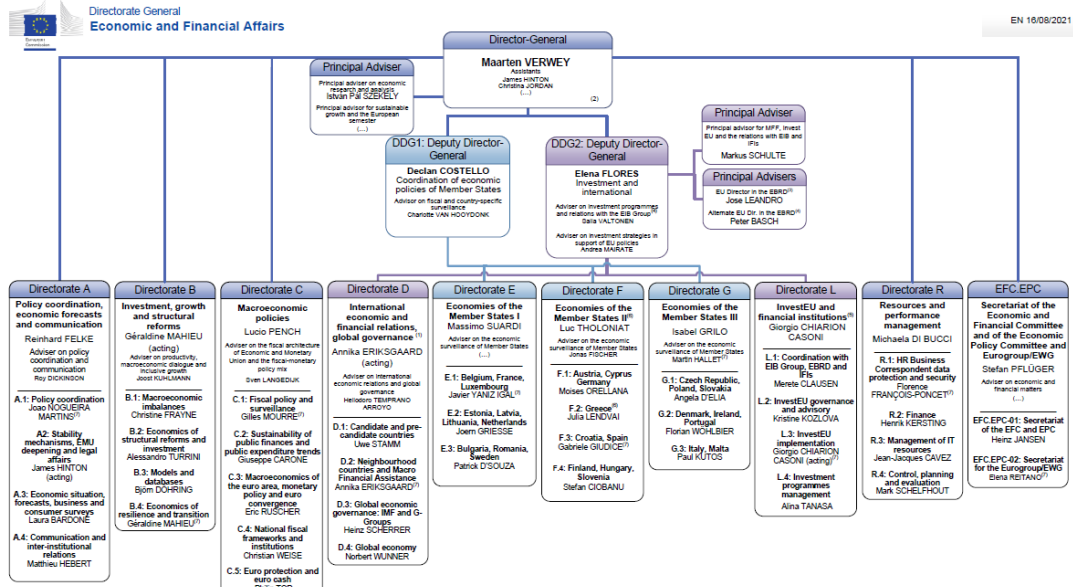 European
Commission
Directorate General
Economic and Financial Affairs
EN 16/08/2021
Director-General
Maarten VERWEY
Assistants
James HINTON
Christina JORDAN
(...)
(2)
Principal Adviser
Principal adviser on economic
research and analysis
István Pál SZÉKELY
Principal advisor for sustainable
growth and the European
semester
(...)
DDG1: Deputy Director-
General
Declan COSTELLO
Coordination of economic
policies of Member States
Advisor on fiscal and country-specific
surveillance
Charlotte VAN HOOYDONK
DDG2: Deputy Director-
General
Elena FLORES
Investment and
international
Adviser on investment programmes
and relations with the EIB Group
Salla VALTONEN
Adviser on investment strategies in
support of EU policies
Andrea MAIRATE
Principal Adviser
Principal advisor for MFF, Invest
EU and the relations with EIB and
IFIs
Markus SCHULTE
Principal Advisers
EU Director in the EBRD(3)
Jose LEANDRO
Alternate EU Dir. in the EBRD(4)
Peter BASCH
Directorate A
Policy coordination,
economic forecasts
and communication
Reinhard FELKE
Adviser on policy
coordination and
communication
Roy DICKINSON
A.1: Policy coordination
Joao NOGUEIRA
MARTINS(7)
A2: Stability
mechanisms, EMU
deepening and legal
affairs
James HINTON
(acting)
A.3: Economic situation,
forecasts, business and
consumer surveys
Laura BARDONE
A.4: Communication and
inter-institutional
relations
Matthieu HEBERT
Directorate B
Investment, growth
and structural
reforms
Géraldine MAHIEU
(acting)
Adviser on productivity,
macroeconomic dialogue and
inclusive growth
Joost KUHLMANN
B.1: Macroeconomic
imbalances
Christine FRAYNE
B.2: Economics of
structural reforms and
investment
Alessandro TURRINI
B.3: Models and
databases
Björn DÖHRING
B.4: Economics of
resilience and transition
Géraldine MAHIEU(7)
Directorate C
Macroeconomic
policies
Lucio PENCH
Adviser on the fiscal architecture
of Economic and Monetary
Union and the fiscal-monetary
policy mix
Sven LANGEDIJK
C.1: Fiscal policy and
surveillance
Gilles MOURRE(7)
C.2: Sustainability of
public finances and
public expenditure trends
Giuseppe CARONE
C.3: Macroeconomics of
the euro area, monetary
policy and euro
convergence
Eric RUSCHER
C.4: National fiscal
frameworks and
institutions
Christian WEISE
C.5: Euro protection and
euro cash
Directorate D
International
economic and
financial relations,
global governance (1)
Annika ERIKSGAARD
(acting)
Adviser on international
economic relations and global
governance
Heliodoro TEMPRANO
ARROYO
D.1: Candidate and pre-
candidate countries
Uwe STAMM
D.2: Neighbourhood
countries and Macro
Financial Assistance
Annika ERIKSGAARD(7)
D.3: Global economic
governance: IMF and G-
Groups
Heinz SCHERRER
D.4: Global economy
Norbert WUNNER
Directorate E
Economies of the
Member States I
Massimo SUARDI
Adviser on the economic
surveillance of Member States
(...)
E.1: Belgium, France,
Luxembourg
Javier YANIZ IGAL(7)
E.2: Estonia, Latvia,
Lithuania, Netherlands
Joern GRIESSE
E.3: Bulgaria, Romania,
Sweden
Patrick D'SOUZA
Directorate F
Economies of the
Member States II(6)
Luc THOLONIAT
Adviser on the economic
surveillance of Member States
Jonas FISCHER
F.1: Austria, Cyprus
Germany
Moises ORELLANA
F.2: Greece(6)
Julia LENDVAI
F.3: Croatia, Spain
Gabriele GIUDICE(7)
F.4: Finland, Hungary,
Slovenia
Stefan CIOBANU
Directorate G
Economies of the
Member States III
Isabel GRILO
Adviser on the economic
surveillance of Member States
Martin HALLET(7)
G.1: Czech Republic,
Poland, Slovakia
Angela D'ELIA
G.2: Denmark, Ireland,
Portugal
Florian WOHLBIER
G.3: Italy, Malta
Paul KUTOS
Directorate L
InvestEU and
financial institutions(5)
Giorgio CHIARION
CASONI
L.1: Coordination with
EIB Group, EBRD and
IFIs
Merete CLAUSEN
L.2: InvestEU governance
and advisory
Kristine KOZLOVA
L.3: InvestEU
implementation
Giorgio CHIARION
CASONI (acting)(7)
L.4: Investment
programmes
management
Alina TANASA
Directorate R
Resources and
performance
management
Michaela DI BUCCI
R.1: HR Business
Correspondent data
protection and security
Florence
FRANÇOIS-PONCET(7)
R.2: Finance
Henrik KERSTING
R.3: Management of IT
resources
Jean-Jacques CAVEZ
R.4: Control, planning
and evaluation
Mark SCHELFHOUT
EFC.EPC
Secretariat of the
Economic and
Financial Committee
and of the Economic
Policy Committee and
Eurogroup/EWG
Stefan PFLÜGER
Adviser on economic and
financial matters
(...)
EFC.EPC-01: Secretariat
of the EFC and EPC
Heinz JANSEN
EFC.EPC-02: Secretariat
for the Eurogroup/EWG
Elena REITANO(7)